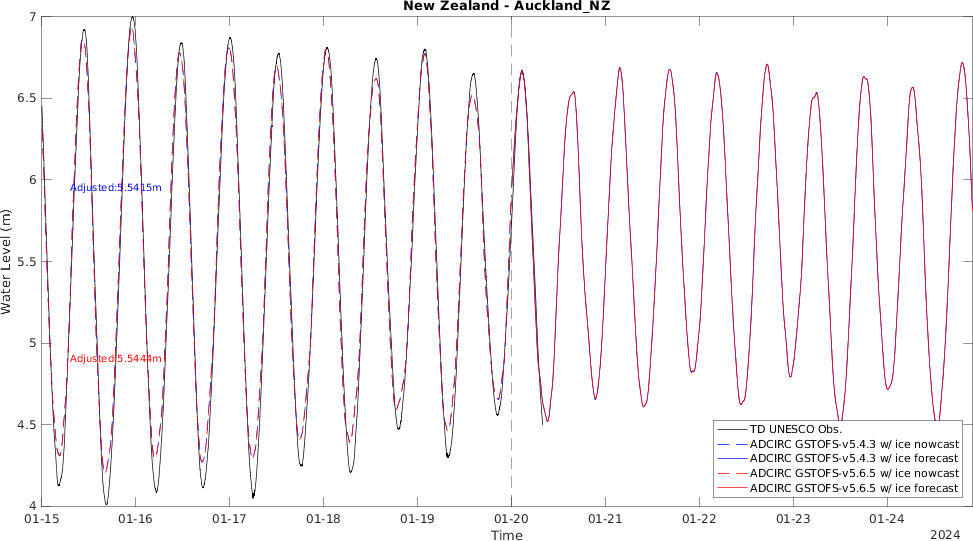 New Zealand - Auckland_NZ
7
6.5
6
5.5
5
4.5
4
Water Level (m)
Adjusted:5.5415m
Adjusted:5.5444m
TD UNESCO Obs.
ADCIRC GSTOFS-v5.4.3 w/ ice nowcast
ADCIRC GSTOFS-v5.4.3 w/ ice forecast
ADCIRC GSTOFS-v5.6.5 w/ ice nowcast
ADCIRC GSTOFS-v5.6.5 w/ ice forecast
01-15 01-16 01-17 01-18 01-19 01-20 01-21 01-22 01-23 01-24
Time
2024